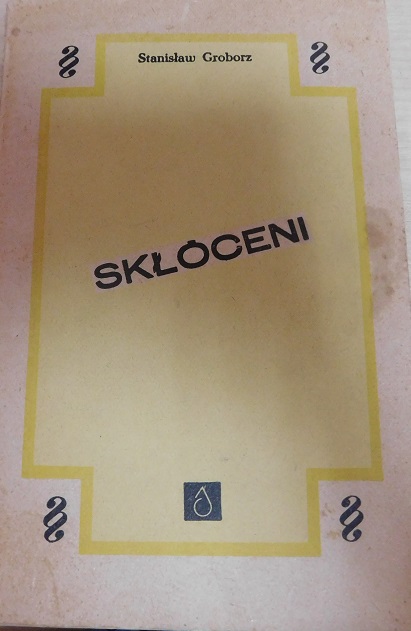 § Stanisław Groborz §
SKŁÓCENI
§ §